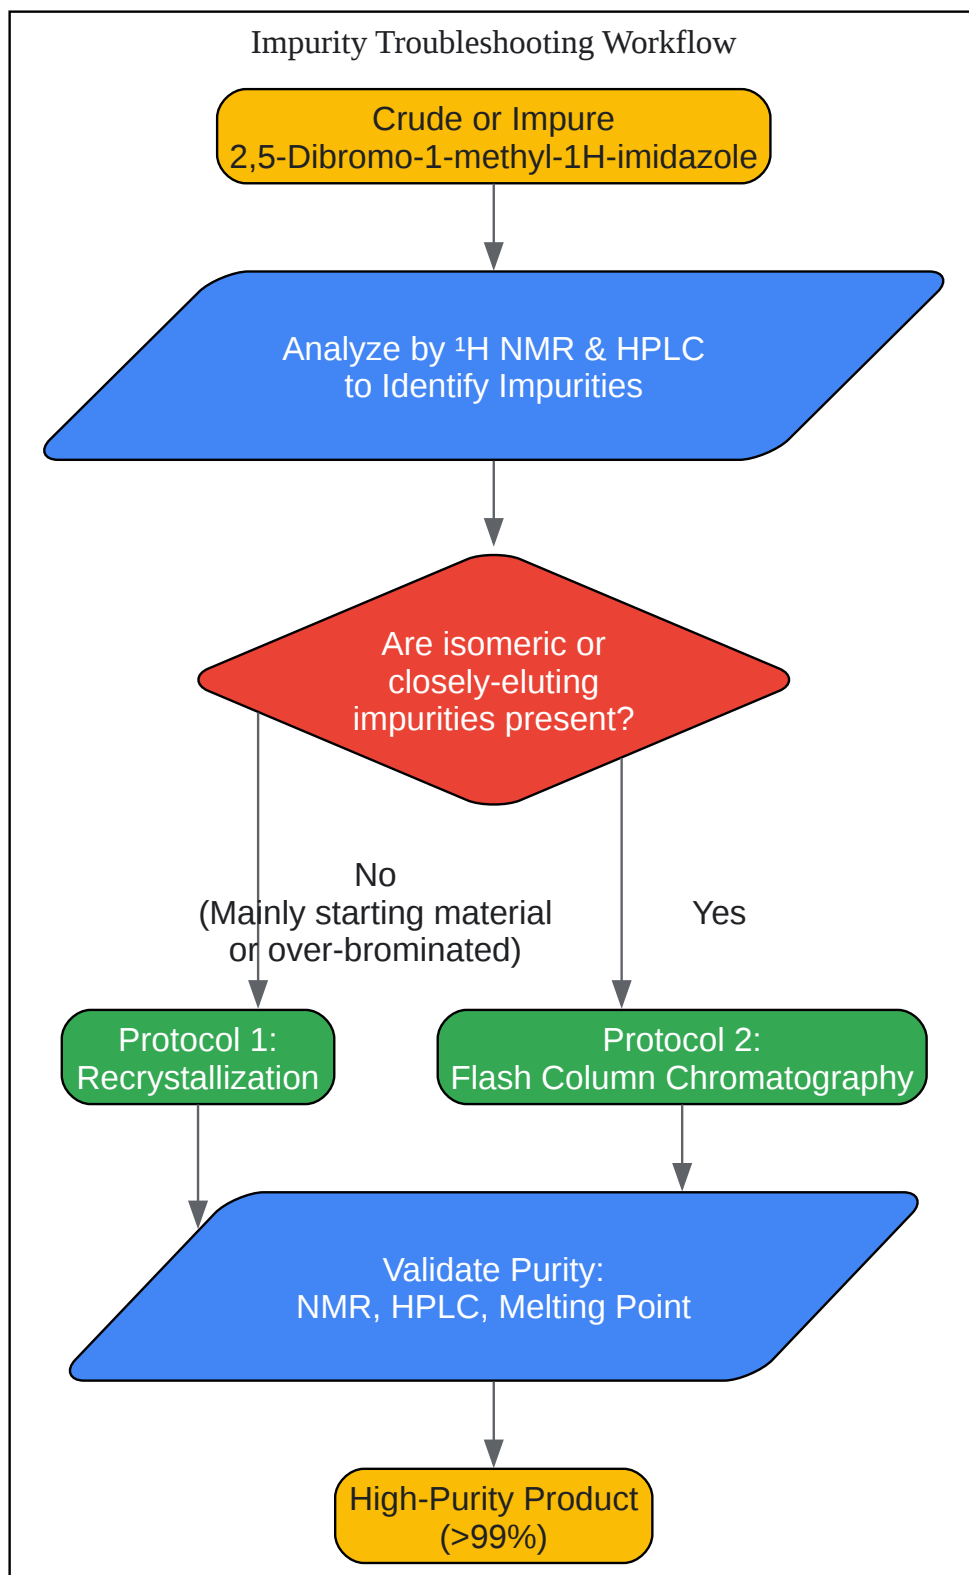 Impurity Troubleshooting Workflow
Crude or Impure
2,5-Dibromo-1-methyl-1H-imidazole
Analyze by ¹H NMR & HPLC
to Identify Impurities
Are isomeric or
closely-eluting
impurities present?
No
(Mainly starting material
or over-brominated)
Yes
Protocol 1:
Recrystallization
Protocol 2:
Flash Column Chromatography
Validate Purity:
NMR, HPLC, Melting Point
High-Purity Product
(>99%)